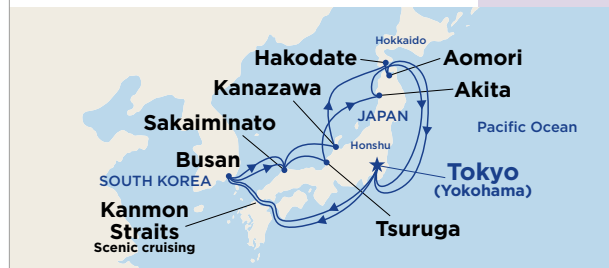 Hokkaido
Hakodate
Aomori
Kanazawa
Akita
Sakaiminato
JAPAN
Pacific Ocean
Honshu
Busan
SOUTH KOREA
Tokyo
(Yokohama)
Kanmon
Straits
Scenic cruising
Tsuruga